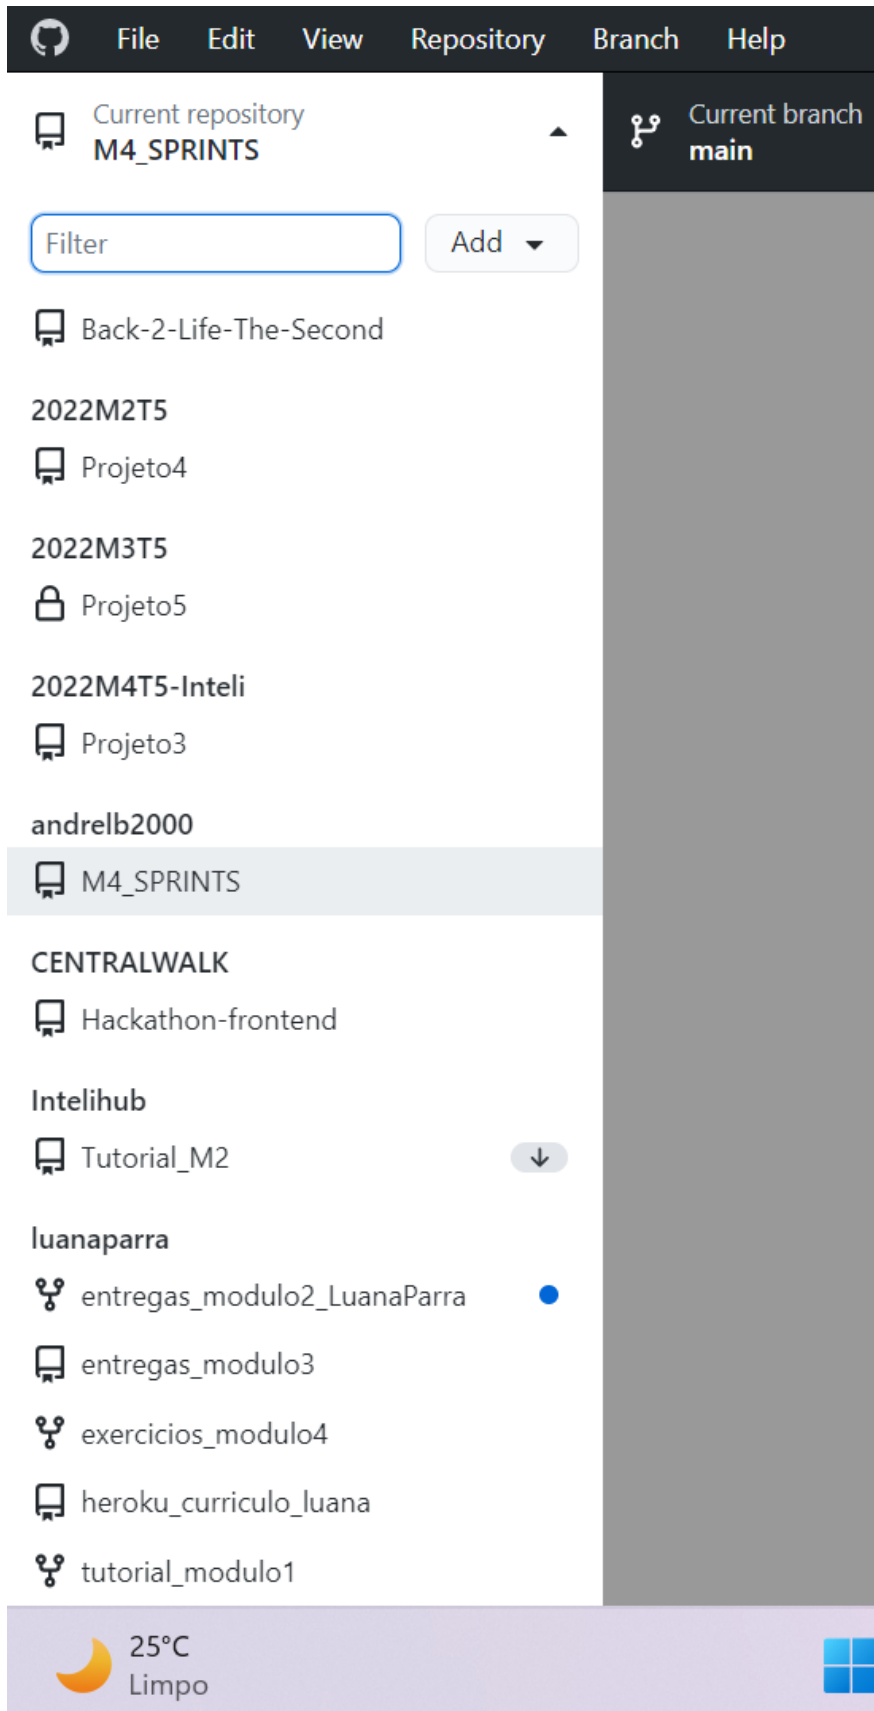 File Edit View Repository Branch Help
Current repository
M4_SPRINTS
Current branch
main
Filter
Add
Back-2-Life-The-Second
2022M2T5
Projeto4
2022M3T5
Projeto5
2022M4T5-Inteli
Projeto3
andrelb2000
M4_SPRINTS
CENTRALWALK
Hackathon-frontend
Intelihub
Tutorial_M2
luanaparra
entregas_modulo2_LuanaParra
entregas_modulo3
exercicios_modulo4
heroku_curriculo_luana
tutorial_modulo1
25°C
Limpo